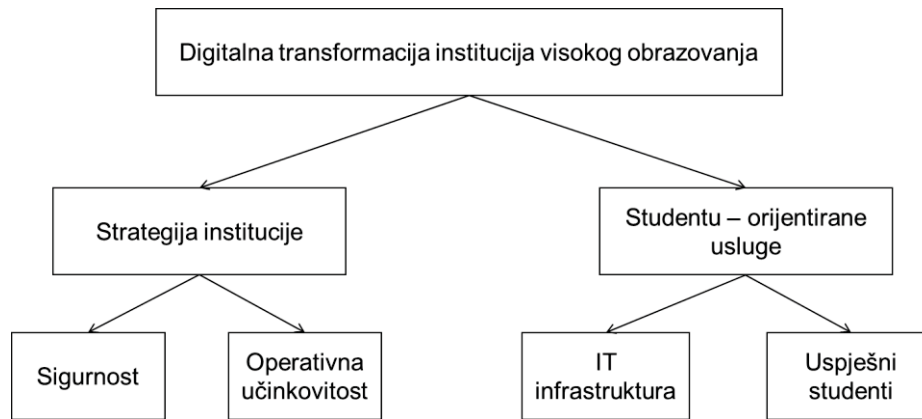 Digitalna transformacija institucija visokog obrazovanja
Strategija institucije
Studentu – orijentirane
usluge
Sigurnost
Operativna
učinkovitost
IT
infrastruktura
Uspješni
studenti